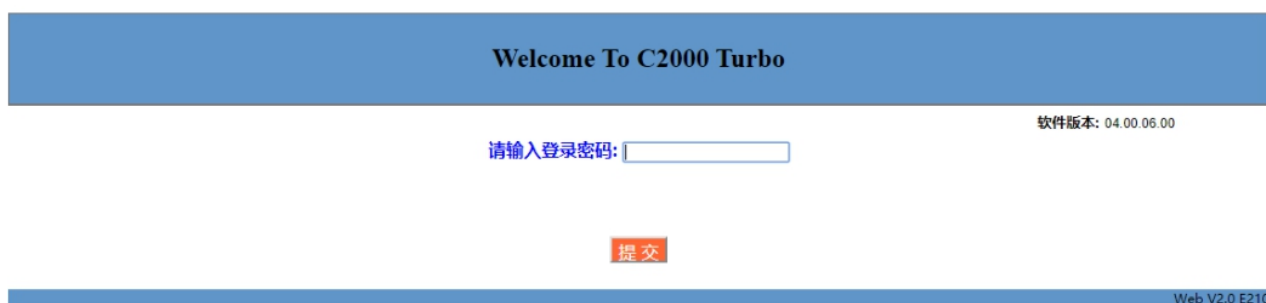 Welcome To C2000 Turbo
软件版本: 04.00.06.00
请输入登录密码:
提 交
Web V2.0 E210